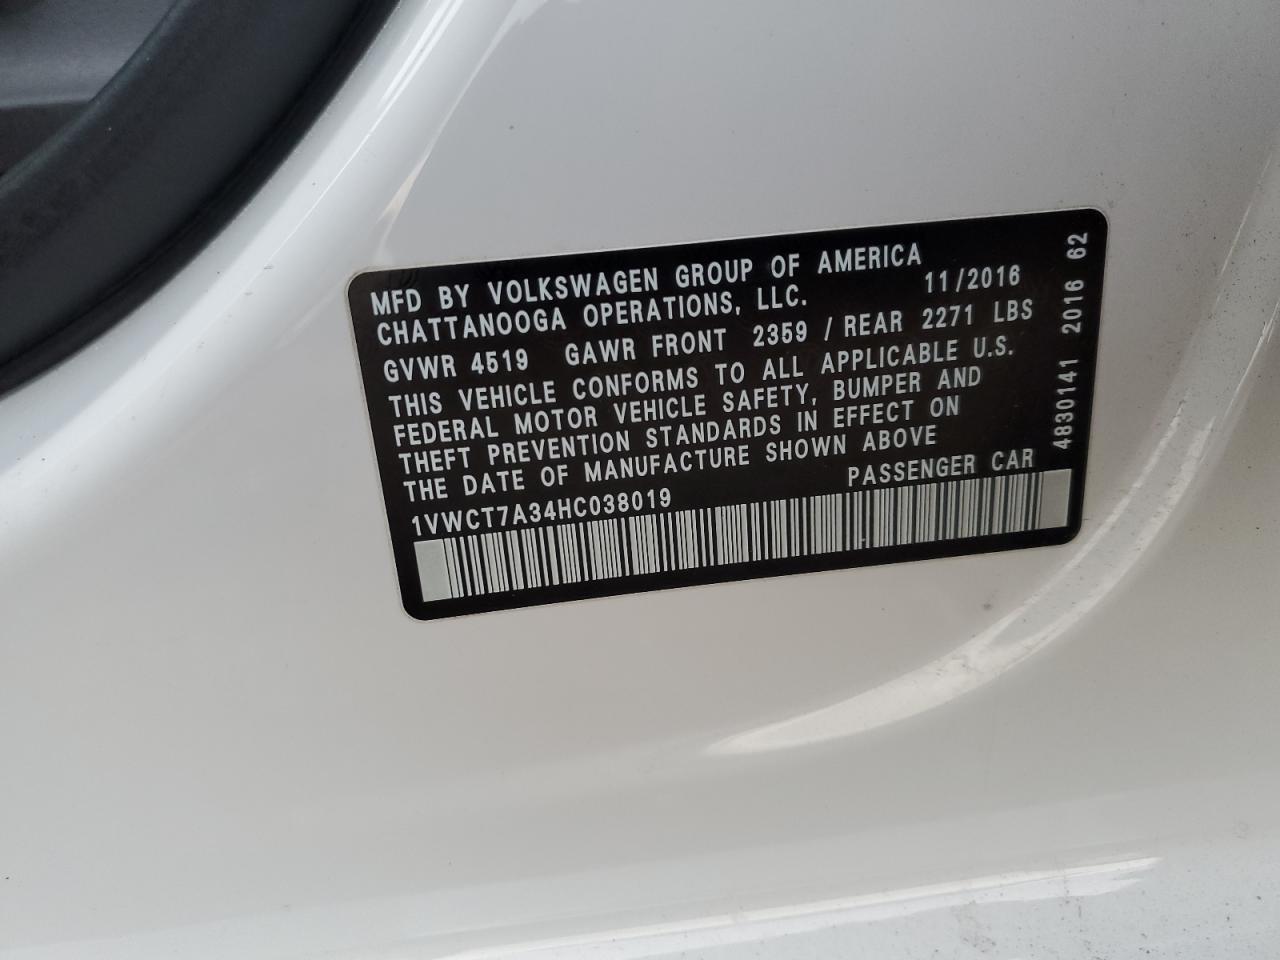 MFD BY VOLKSWAGEN GROUP OF AMERICA
CHATTANOOGA OPERATIONS, LLC. 11/2016
GVWR 4519 GAWR FRONT 2359 / REAR 2271 LBS
THIS VEHICLE CONFORMS TO ALL APPLICABLE U.S.
FEDERAL MOTOR VEHICLE SAFETY, BUMPER AND
THEFT PREVENTION STANDARDS IN EFFECT ON
THE DATE OF MANUFACTURE SHOWN ABOVE
1VWCT7A34HC038019 PASSENGER CAR
4830141 2016 62